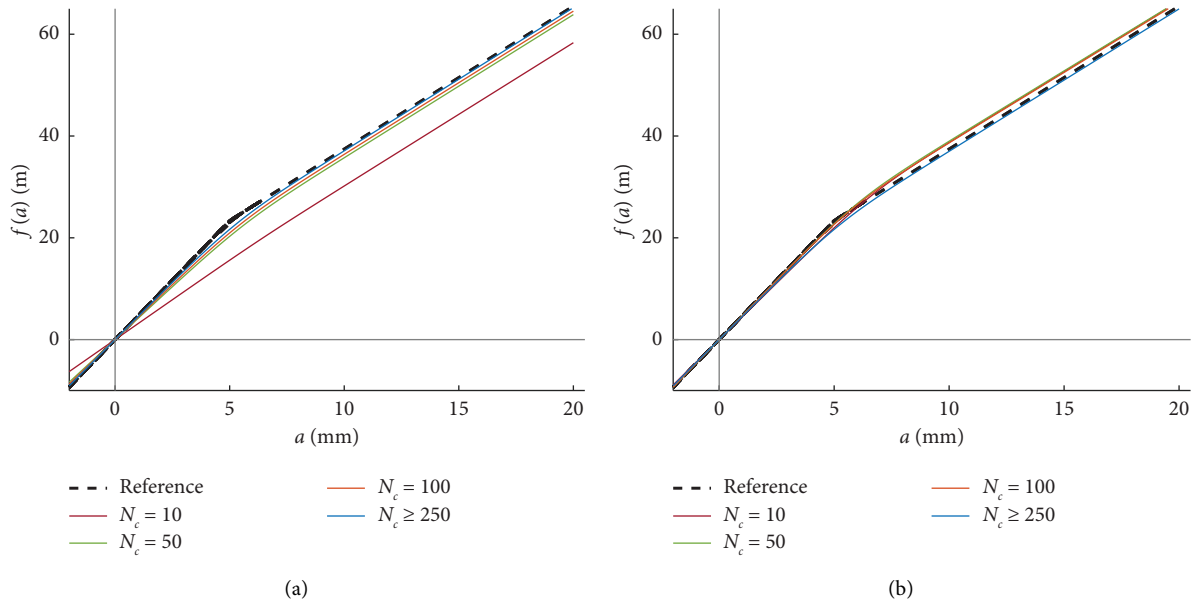 60
40
20
0
f (a) (m)
0
5
10
15
20
a (mm)
Reference
N_c = 10
N_c = 50
N_c = 100
N_c ≥ 250
(a)
60
40
20
0
f (a) (m)
0
5
10
15
20
a (mm)
Reference
N_c = 10
N_c = 50
N_c = 100
N_c ≥ 250
(b)